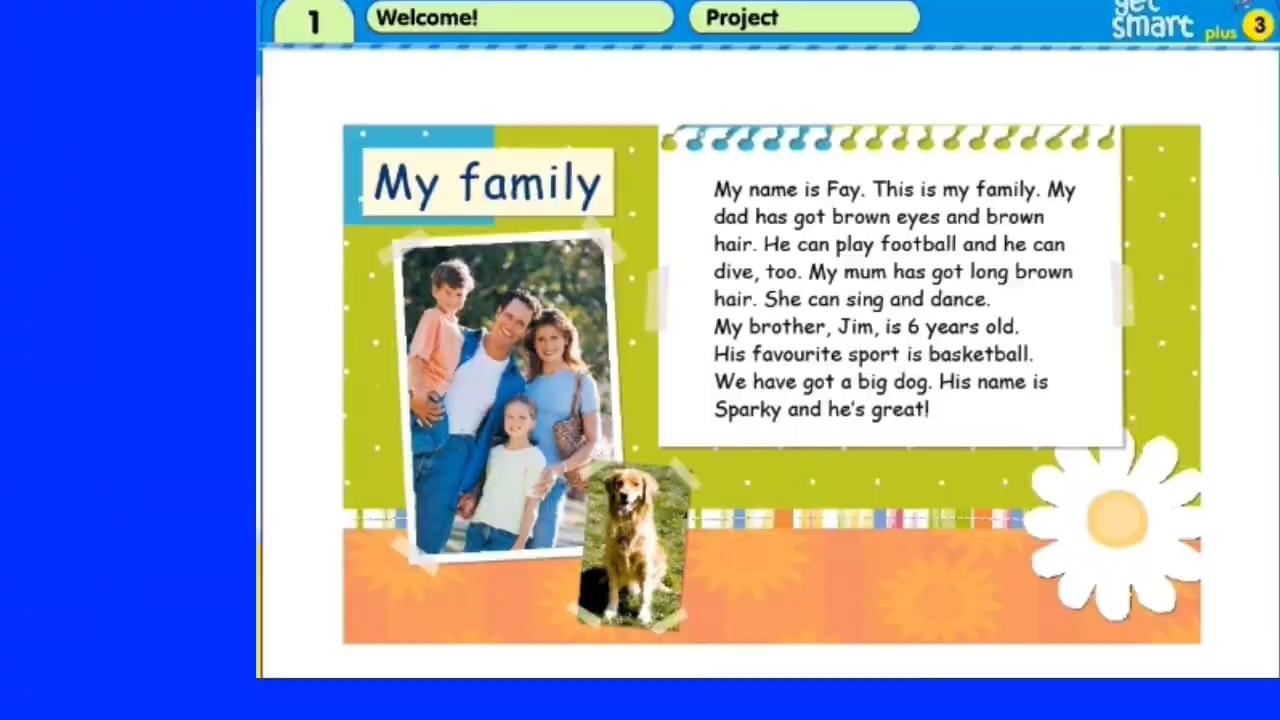 1
Welcome!
Project
get
smart
plus 3
My family
My name is Fay. This is my family. My
dad has got brown eyes and brown
hair. He can play football and he can
dive, too. My mum has got long brown
hair. She can sing and dance.
My brother, Jim, is 6 years old.
His favourite sport is basketball.
We have got a big dog. His name is
Sparky and he's great!